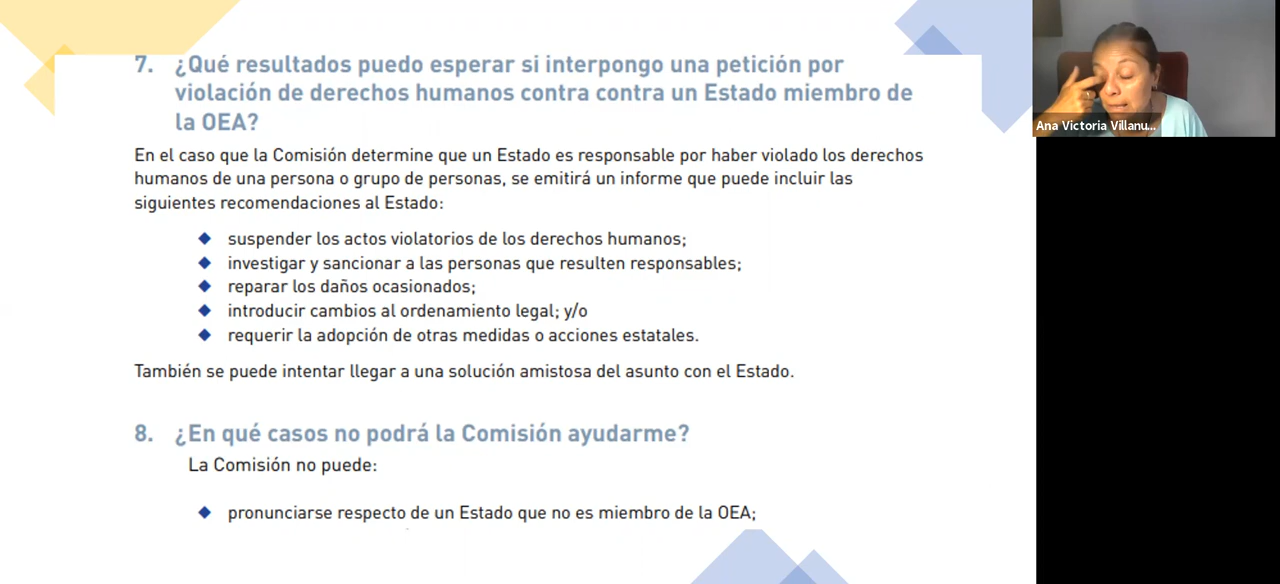 7. ¿Qué resultados puedo esperar si interpongo una petición por
violación de derechos humanos contra contra un Estado miembro de
la OEA?
En el caso que la Comisión determine que un Estado es responsable por haber violado los derechos
humanos de una persona o grupo de personas, se emitirá un informe que puede incluir las
siguientes recomendaciones al Estado:
◆ suspender los actos violatorios de los derechos humanos;
◆ investigar y sancionar a las personas que resulten responsables;
◆ reparar los daños ocasionados;
◆ introducir cambios al ordenamiento legal; y/o
◆ requerir la adopción de otras medidas o acciones estatales.
También se puede intentar llegar a una solución amistosa del asunto con el Estado.
8. ¿En qué casos no podrá la Comisión ayudarme?
La Comisión no puede:
◆ pronunciarse respecto de un Estado que no es miembro de la OEA;
Ana Victoria Villanu...